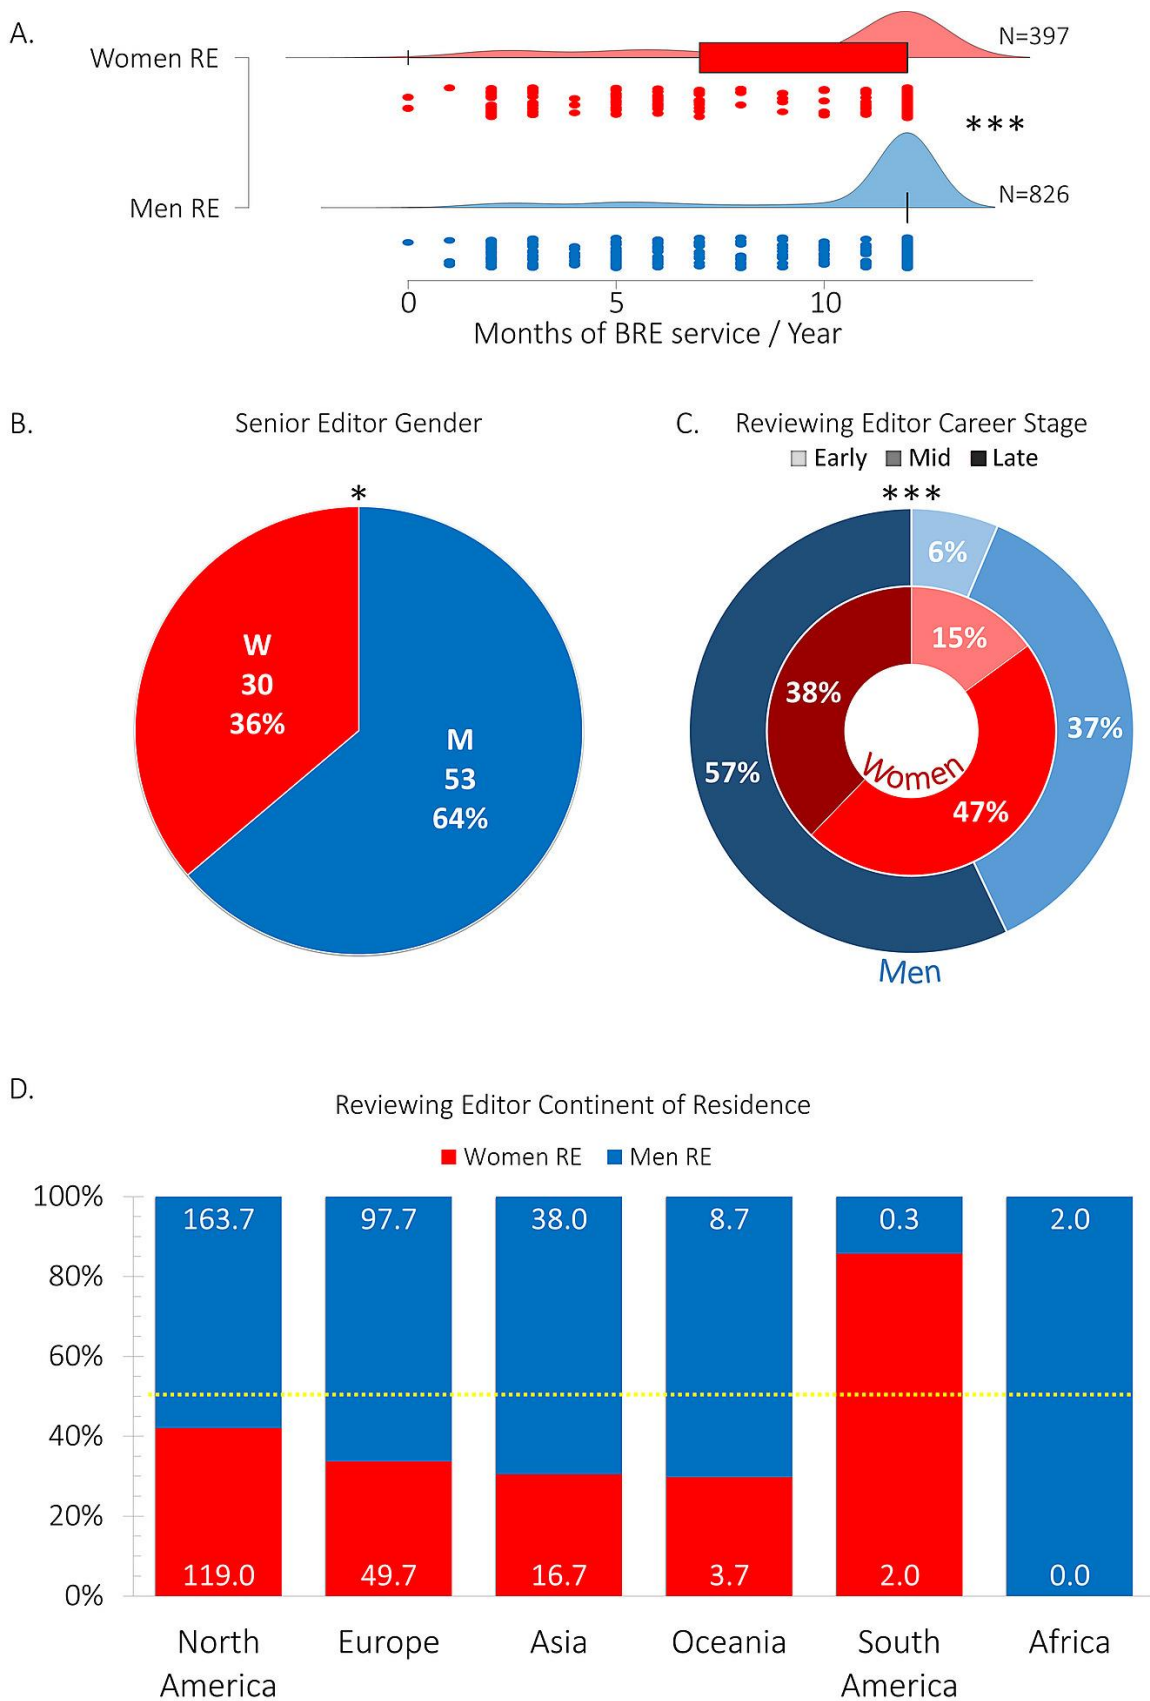 A.
Women RE
N=397
***
Men RE
N=826
0 5 10
Months of BRE service / Year
B.
Senior Editor Gender
*
W
30
36%
M
53
64%
C.
Reviewing Editor Career Stage
Early Mid Late
***
6%
15%
38%
37%
57%
Women
47%
Men
D.
Reviewing Editor Continent of Residence
Women RE Men RE
100%
80%
60%
40%
20%
0%
163.7 97.7 38.0 8.7 0.3 2.0
119.0 49.7 16.7 3.7 2.0 0.0
North America Europe Asia Oceania South America Africa